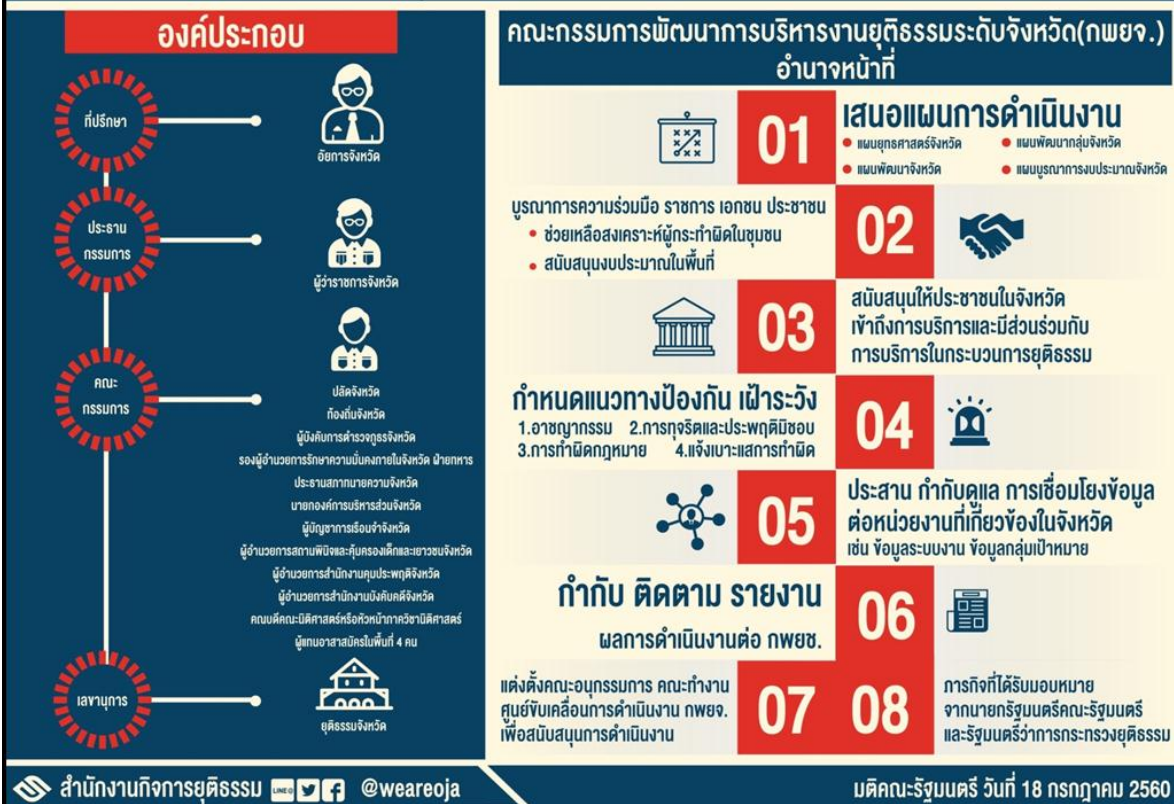 องค์ประกอบ
ที่ปรึกษา
อัยการจังหวัด
ประธาน
กรรมการ
ผู้ว่าราชการจังหวัด
คณะ
กรรมการ
ปลัดจังหวัด
ท้องถิ่นจังหวัด
ผู้บังคับการตำรวจภูธรจังหวัด
รองผู้อำนวยการรักษาความมั่นคงภายในจังหวัด ฝ่ายทหาร
ประธานสภาทนายความจังหวัด
นายกองค์การบริหารส่วนจังหวัด
ผู้บัญชาการเรือนจำจังหวัด
ผู้อำนวยการสถานพินิจและคุ้มครองเด็กและเยาวชนจังหวัด
ผู้อำนวยการสำนักงานคุมประพฤติจังหวัด
ผู้อำนวยการสำนักงานบังคับคดีจังหวัด
คณบดีคณะนิติศาสตร์หรือหัวหน้าภาควิชานิติศาสตร์
ผู้แทนอาสาสมัครในพื้นที่ 4 คน
เลขานุการ
ยุติธรรมจังหวัด
คณะกรรมการพัฒนาการบริหารงานยุติธรรมระดับจังหวัด(กพยจ.)
อำนาจหน้าที่
01
เสนอแผนการดำเนินงาน
• แผนยุทธศาสตร์จังหวัด • แผนพัฒนากลุ่มจังหวัด
• แผนพัฒนาจังหวัด • แผนบูรณาการงบประมาณจังหวัด
บูรณาการความร่วมมือ ราชการ เอกชน ประชาชน
• ช่วยเหลือสงเคราะห์ผู้กระทำผิดในชุมชน
• สนับสนุนงบประมาณในพื้นที่
02
03
สนับสนุนให้ประชาชนในจังหวัด
เข้าถึงการบริการและมีส่วนร่วมกับ
การบริการในกระบวนการยุติธรรม
กำหนดแนวทางป้องกัน เฝ้าระวัง
1.อาชญากรรม 2.การทุจริตและประพฤติมิชอบ
3.การทำผิดกฎหมาย 4.แจ้งเบาะแสการทำผิด
04
05
ประสาน กำกับดูแล การเชื่อมโยงข้อมูล
ต่อหน่วยงานที่เกี่ยวข้องในจังหวัด
เช่น ข้อมูลระบบงาน ข้อมูลกลุ่มเป้าหมาย
กำกับ ติดตาม รายงาน
ผลการดำเนินงานต่อ กพยช.
06
แต่งตั้งคณะอนุกรรมการ คณะทำงาน
ศูนย์ขับเคลื่อนการดำเนินงาน กพยจ.
เพื่อสนับสนุนการดำเนินงาน
07
08
ภารกิจที่ได้รับมอบหมาย
จากนายกรัฐมนตรีคณะรัฐมนตรี
และรัฐมนตรีว่าการกระทรวงยุติธรรม
สำนักงานกิจการยุติธรรม LINE@ @weareoja
มติคณะรัฐมนตรี วันที่ 18 กรกฎาคม 2560